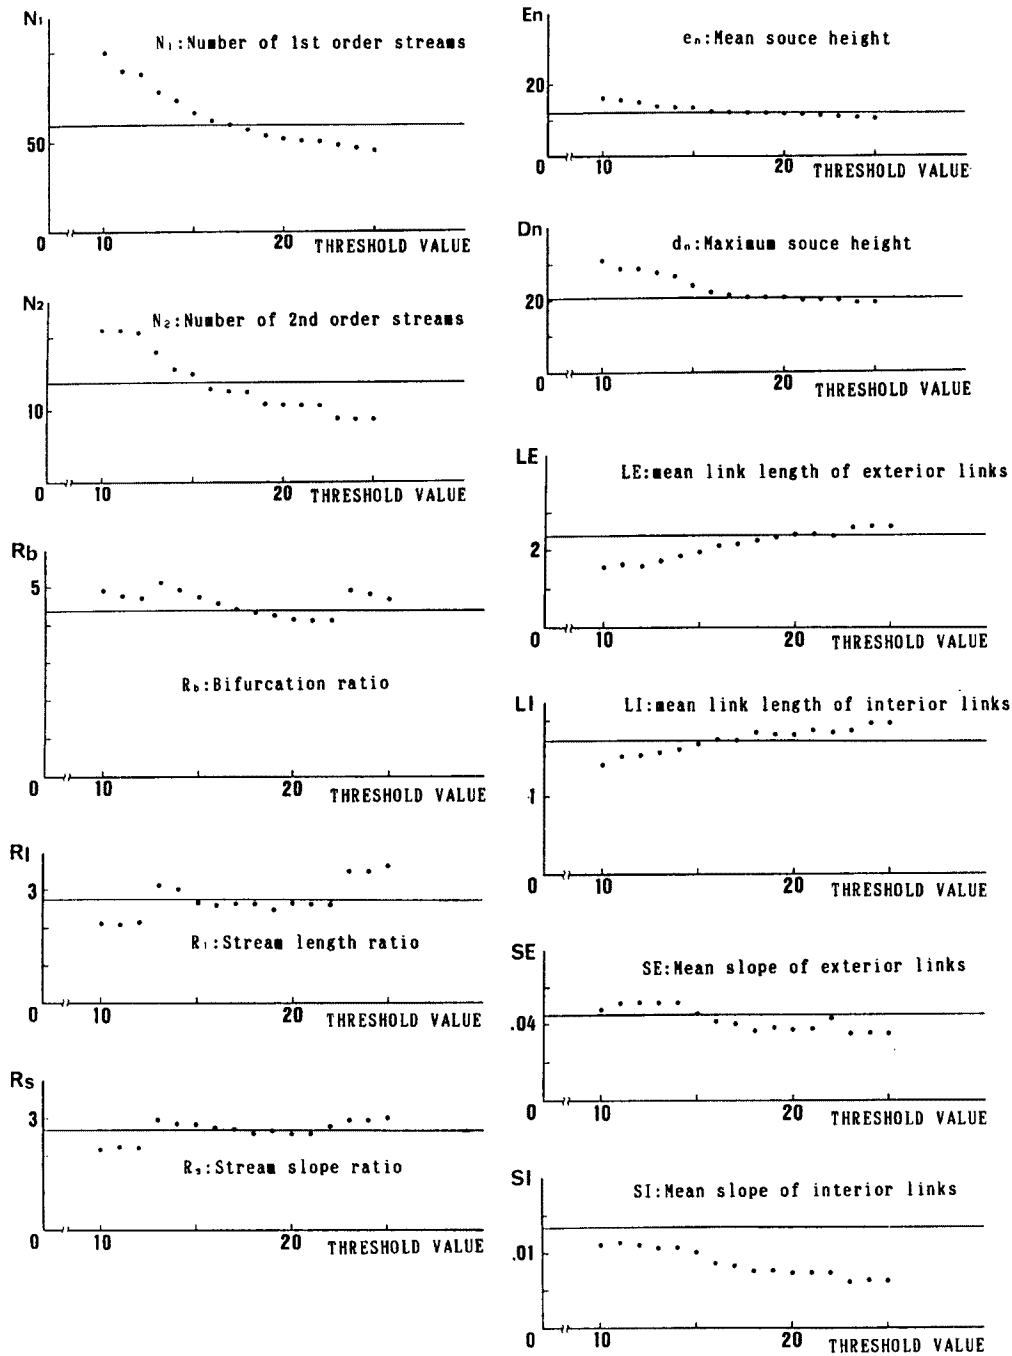 N₁
N₁:Number of 1st order streams
50
0
10
20
THRESHOLD VALUE
N₂
N₂:Number of 2nd order streams
10
0
10
20
THRESHOLD VALUE
Rb
5
R_b:Bifurcation ratio
0
10
20
THRESHOLD VALUE
Rl
3
R_l:Stream length ratio
0
10
20
THRESHOLD VALUE
Rs
3
R_s:Stream slope ratio
0
10
20
THRESHOLD VALUE
En
e_n:Mean souce height
20
0
10
20
THRESHOLD VALUE
Dn
d_n:Maximum souce height
20
0
10
20
THRESHOLD VALUE
LE
LE:mean link length of exterior links
2
0
10
20
THRESHOLD VALUE
LI
LI:mean link length of interior links
1
0
10
20
THRESHOLD VALUE
SE
SE:Mean slope of exterior links
.04
0
10
20
THRESHOLD VALUE
SI
SI:Mean slope of interior links
.01
0
10
20
THRESHOLD VALUE